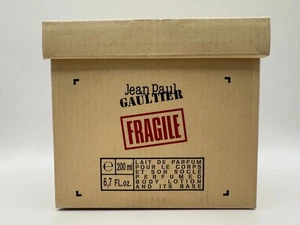 Jean Paul
GAULTIER
FRAGILE
℮ 200 ml
6,7 FL.oz.
LAIT DE PARFUM
POUR LE CORPS
ET SON SOCLE
PERFUMED
BODY LOTION
AND ITS BASE